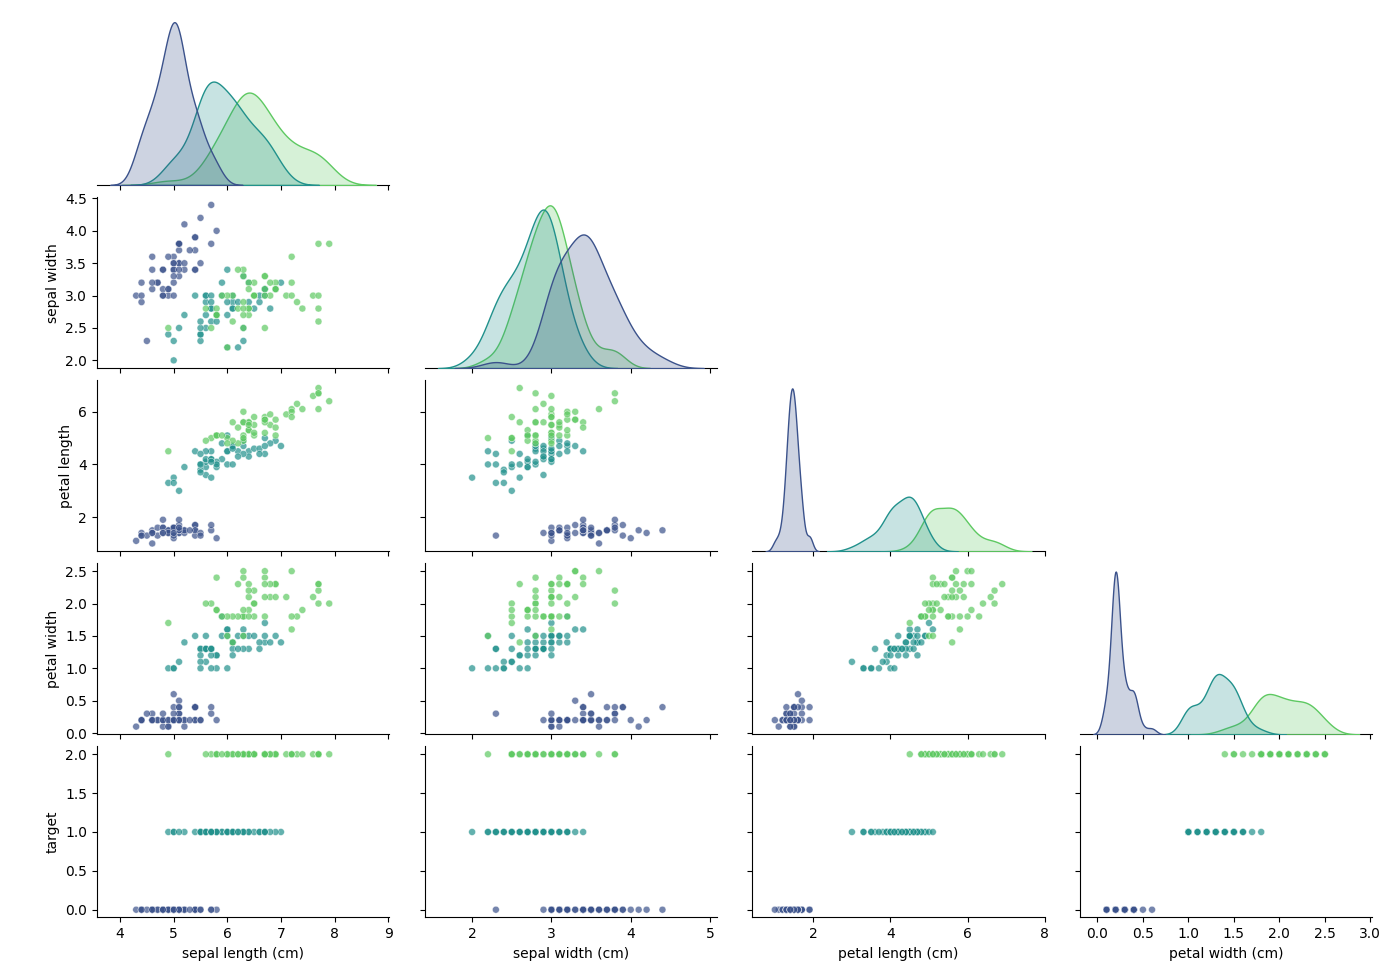 4.5
4.0
3.5
3.0
2.5
2.0
sepal width
6
4
2
petal length
2.5
2.0
1.5
1.0
0.5
0.0
petal width
2.0
1.5
1.0
0.5
0.0
target
4 5 6 7 8 9
sepal length (cm)
2 3 4 5
sepal width (cm)
2 4 6 8
petal length (cm)
0.0 0.5 1.0 1.5 2.0 2.5 3.0
petal width (cm)